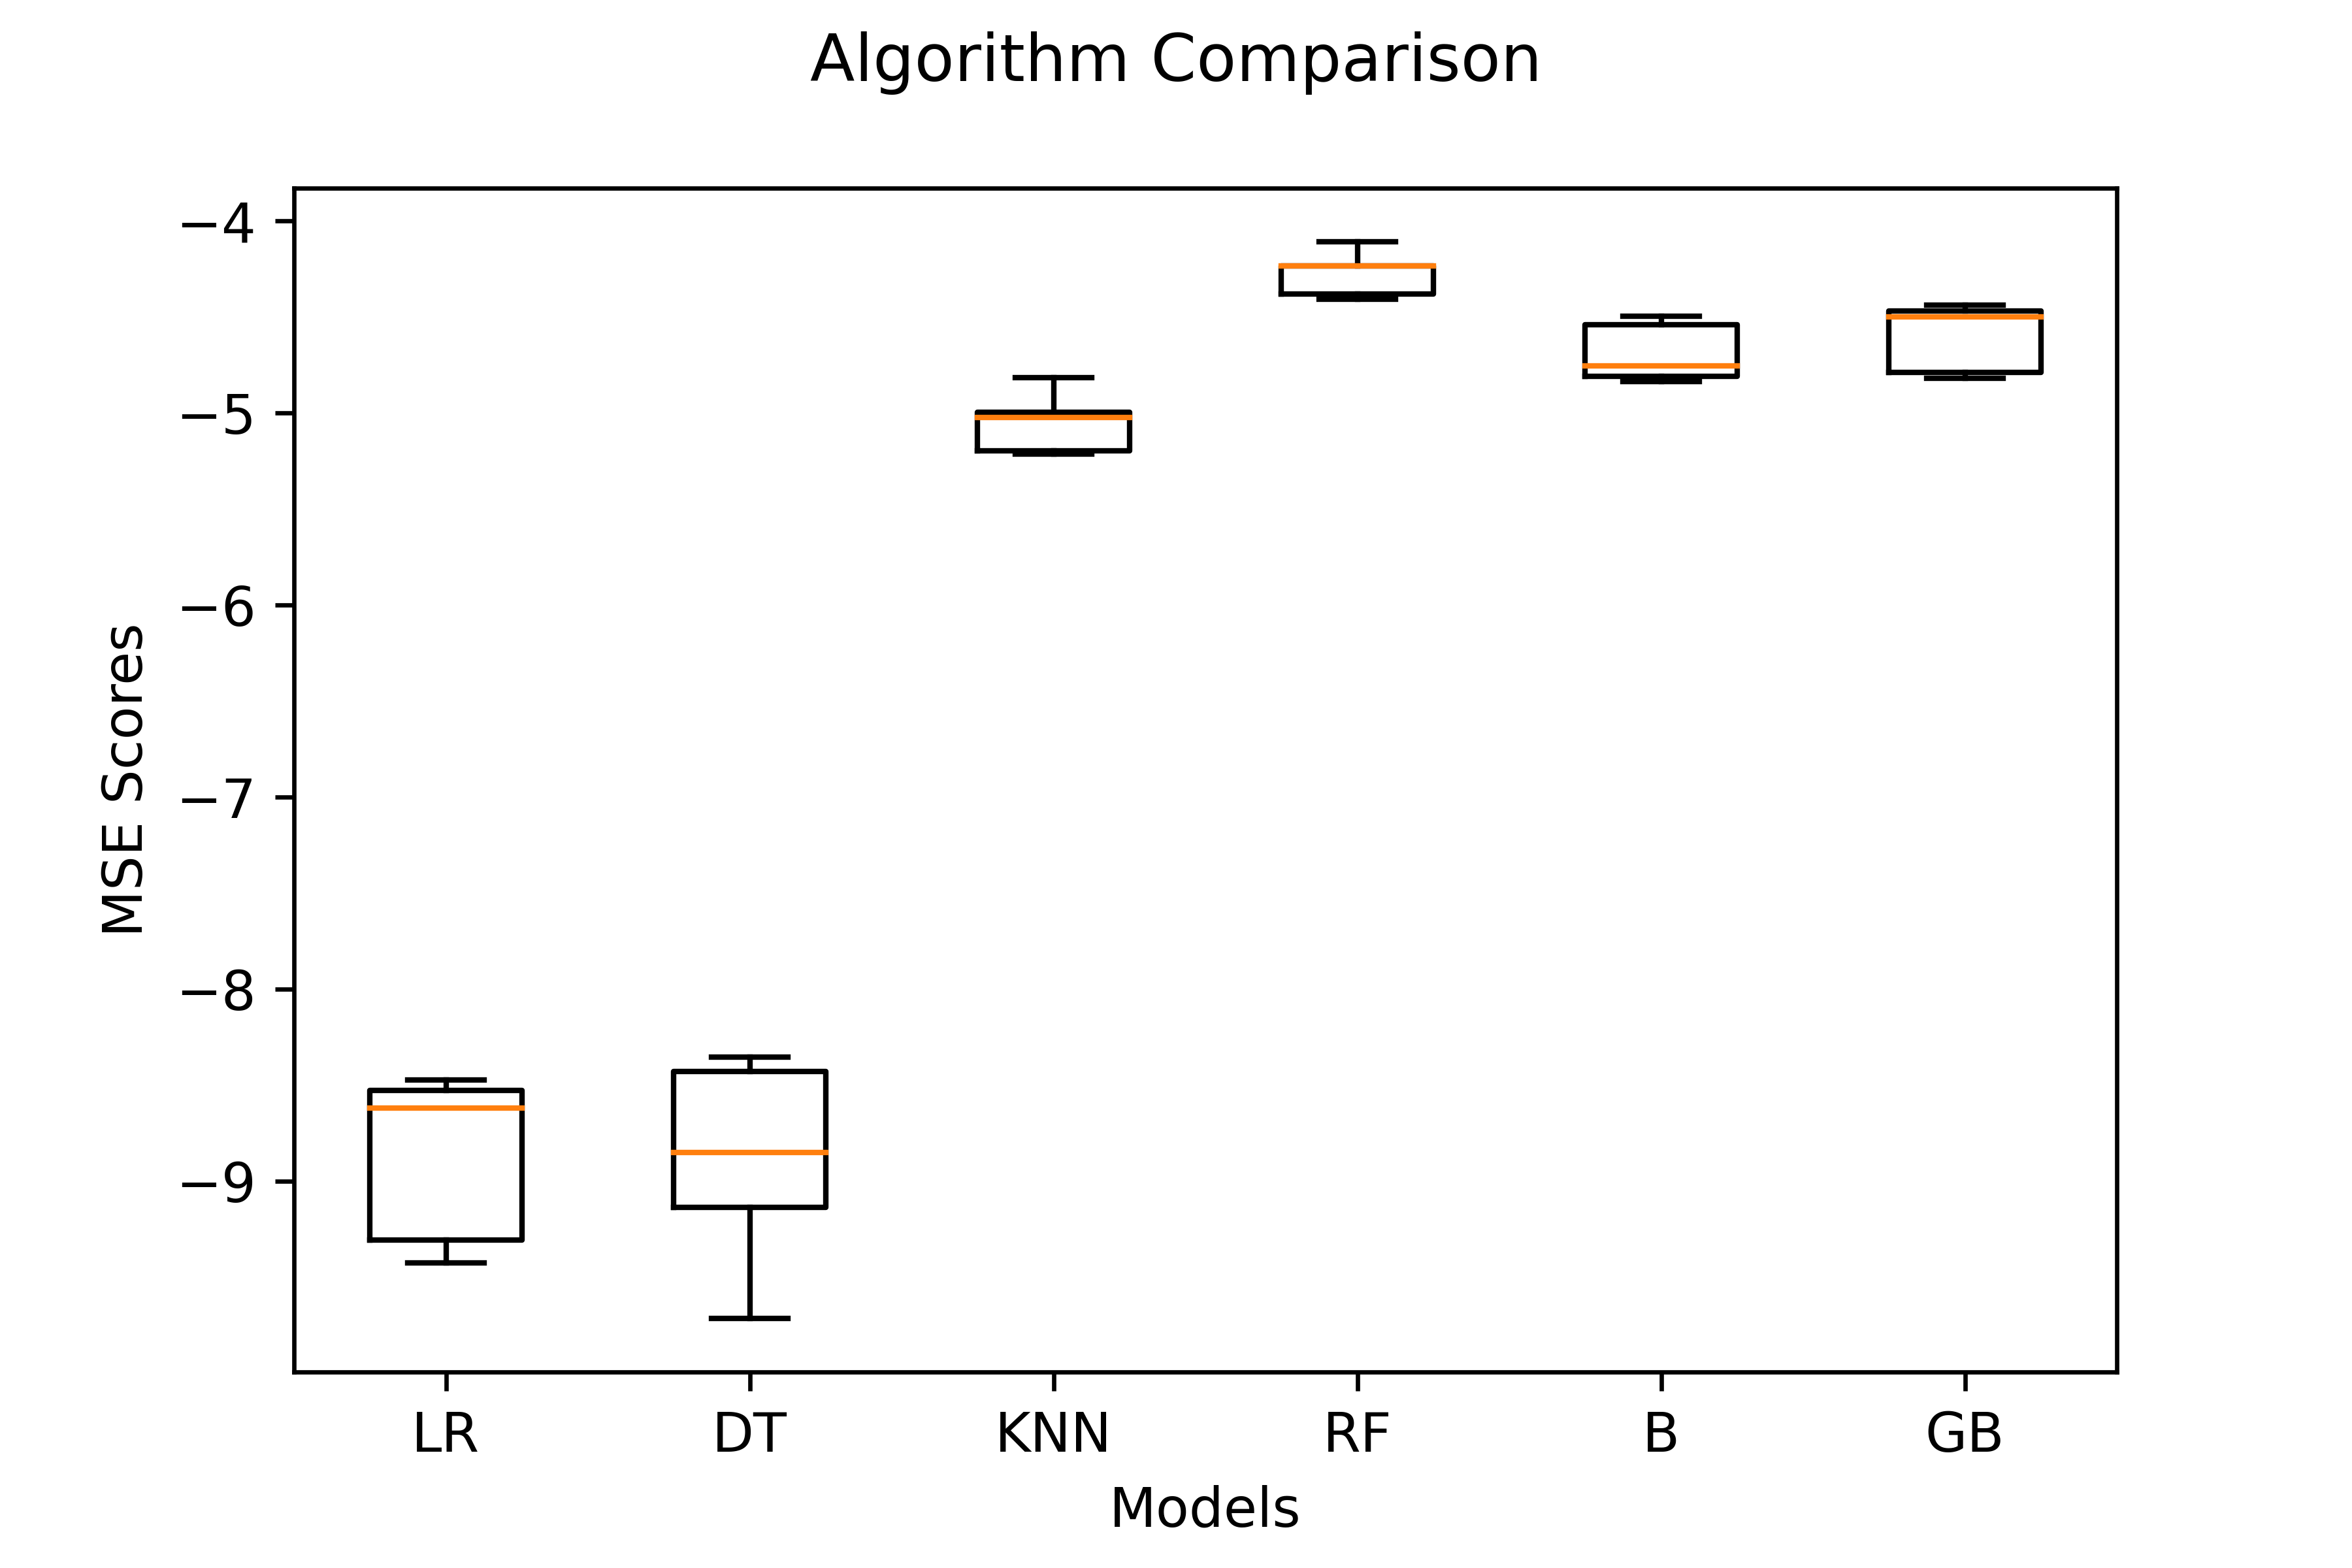 Algorithm Comparison
−4
−5
−6
−7
−8
−9
MSE Scores
LR DT KNN RF B GB
Models